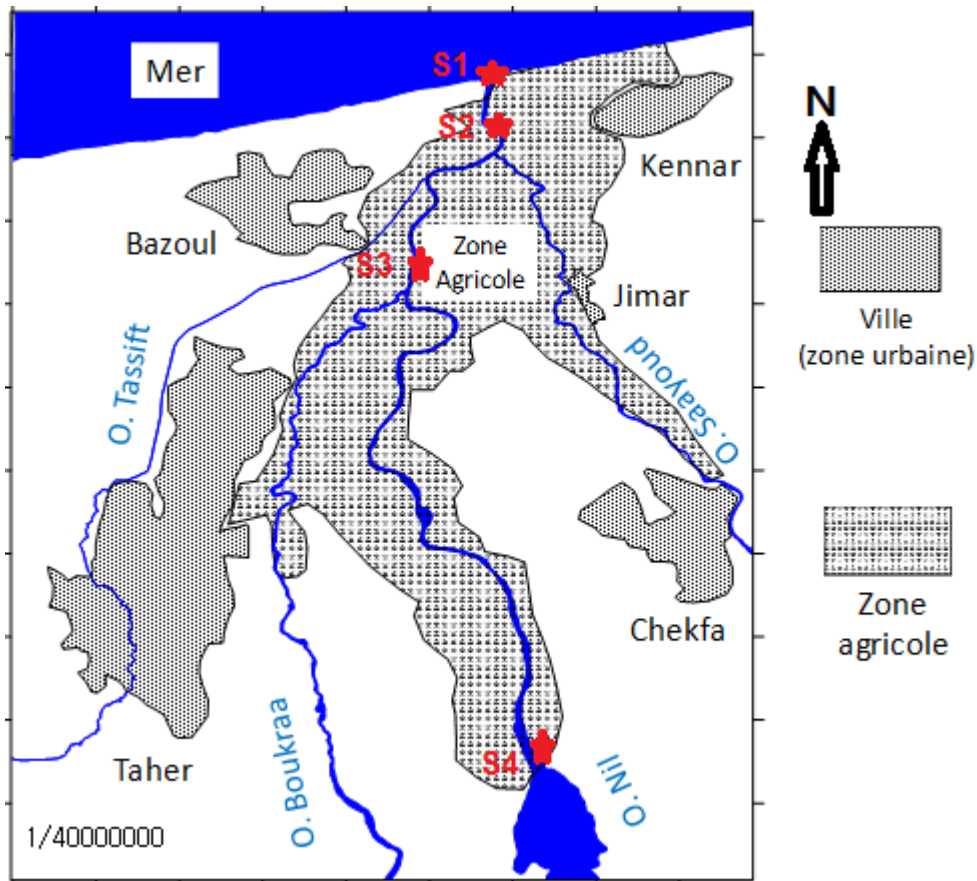 Mer
S1
S2
Kennar
N
Bazoul
S3
Zone
Agricole
Jimar
Ville
(zone urbaine)
O. Tassift
O. Saayoud
Chekfa
Zone
agricole
Taher
O. Boukraa
S4
O. Nil
1/40000000